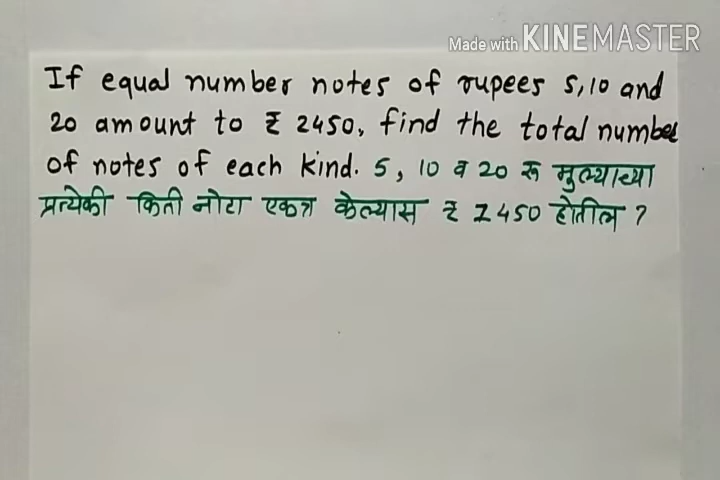 Made with KINEMASTER
If equal number notes of rupees 5,10 and
20 amount to ₹ 2450, find the total number
of notes of each kind. 5, 10 व 20 रू मुल्याच्या
प्रत्येकी किती नोटा एकत्र केल्यास ₹ 2450 होतील ?